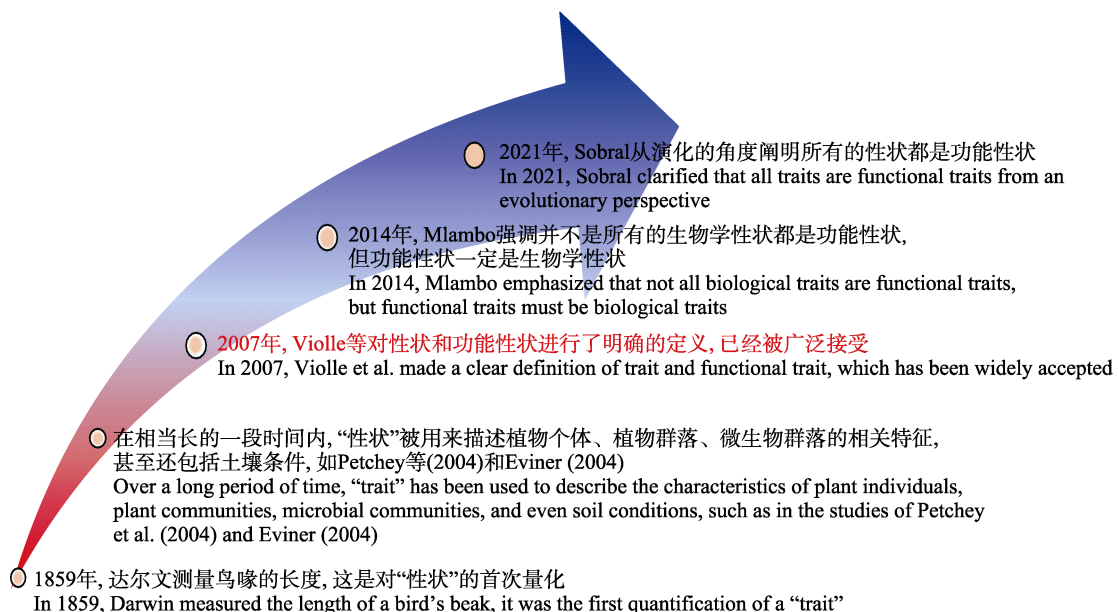 2021年, Sobral从演化的角度阐明所有的性状都是功能性状
In 2021, Sobral clarified that all traits are functional traits from an
evolutionary perspective
2014年, Mlambo强调并不是所有的生物学性状都是功能性状,
但功能性状一定是生物学性状
In 2014, Mlambo emphasized that not all biological traits are functional traits,
but functional traits must be biological traits
2007年, Violle等对性状和功能性状进行了明确的定义, 已经被广泛接受
In 2007, Violle et al. made a clear definition of trait and functional trait, which has been widely accepted
在相当长的一段时间内, “性状”被用来描述植物个体、植物群落、微生物群落的相关特征,
甚至还包括土壤条件, 如Petchey等(2004)和Eviner (2004)
Over a long period of time, “trait” has been used to describe the characteristics of plant individuals,
plant communities, microbial communities, and even soil conditions, such as in the studies of Petchey
et al. (2004) and Eviner (2004)
1859年, 达尔文测量鸟喙的长度, 这是对“性状”的首次量化
In 1859, Darwin measured the length of a bird’s beak, it was the first quantification of a “trait”